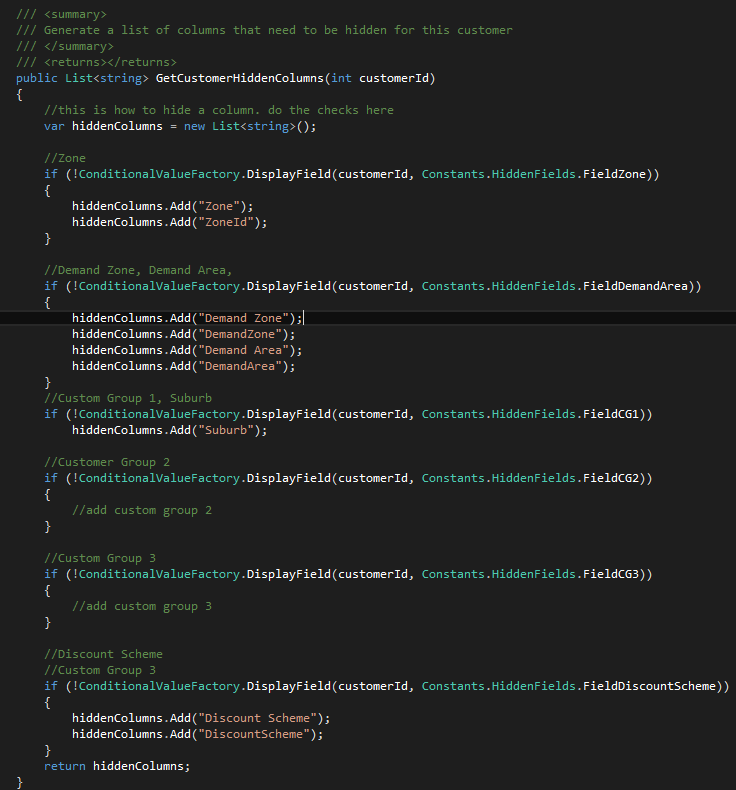 /// <summary>
/// Generate a list of columns that need to be hidden for this customer
/// </summary>
/// <returns></returns>
public List<string> GetCustomerHiddenColumns(int customerId)
{
    //this is how to hide a column. do the checks here
    var hiddenColumns = new List<string>();

    //Zone
    if (!ConditionalValueFactory.DisplayField(customerId, Constants.HiddenFields.FieldZone))
    {
        hiddenColumns.Add("Zone");
        hiddenColumns.Add("ZoneId");
    }

    //Demand Zone, Demand Area,
    if (!ConditionalValueFactory.DisplayField(customerId, Constants.HiddenFields.FieldDemandArea))
    {
        hiddenColumns.Add("Demand Zone");
        hiddenColumns.Add("DemandZone");
        hiddenColumns.Add("Demand Area");
        hiddenColumns.Add("DemandArea");
    }
    //Custom Group 1, Suburb
    if (!ConditionalValueFactory.DisplayField(customerId, Constants.HiddenFields.FieldCG1))
        hiddenColumns.Add("Suburb");

    //Customer Group 2
    if (!ConditionalValueFactory.DisplayField(customerId, Constants.HiddenFields.FieldCG2))
    {
        //add custom group 2
    }

    //Custom Group 3
    if (!ConditionalValueFactory.DisplayField(customerId, Constants.HiddenFields.FieldCG3))
    {
        //add custom group 3
    }

    //Discount Scheme
    //Custom Group 3
    if (!ConditionalValueFactory.DisplayField(customerId, Constants.HiddenFields.FieldDiscountScheme))
    {
        hiddenColumns.Add("Discount Scheme");
        hiddenColumns.Add("DiscountScheme");
    }
    return hiddenColumns;
}